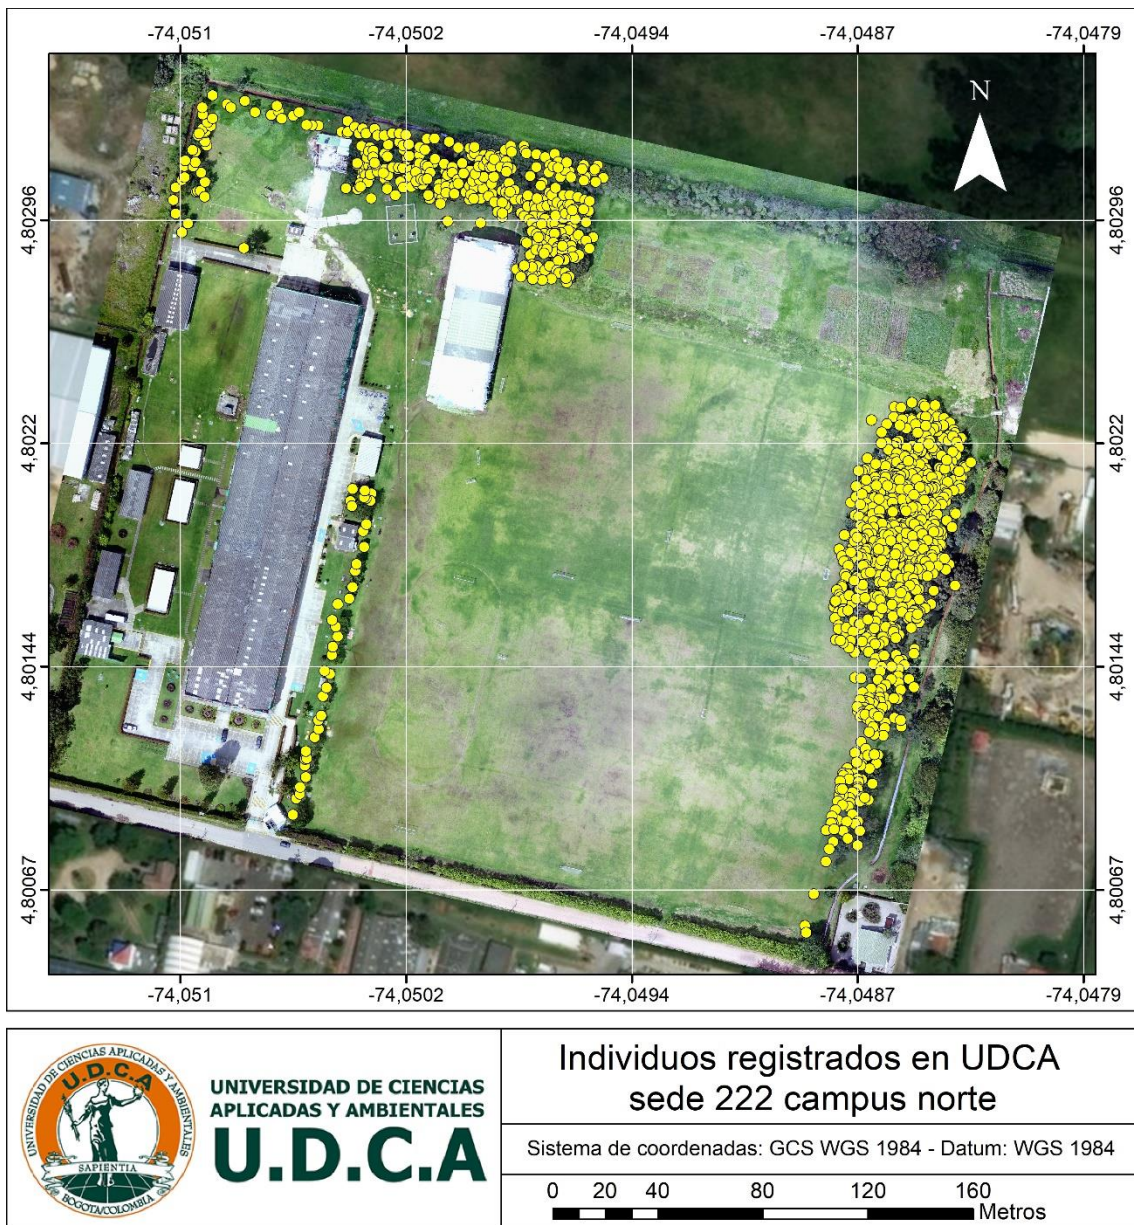 -74,051 -74,0502 -74,0494 -74,0487 -74,0479
N
4,80296 4,80296
4,8022 4,8022
4,80144 4,80144
4,80067 4,80067
-74,051 -74,0502 -74,0494 -74,0487 -74,0479
UNIVERSIDAD DE CIENCIAS APLICADAS Y AMBIENTALES
U.D.C.A
SAPIENTIA
BOGOTA/COLOMBIA
UNIVERSIDAD DE CIENCIAS
APLICADAS Y AMBIENTALES
U.D.C.A
Individuos registrados en UDCA
sede 222 campus norte
Sistema de coordenadas: GCS WGS 1984 - Datum: WGS 1984
0 20 40 80 120 160
Metros